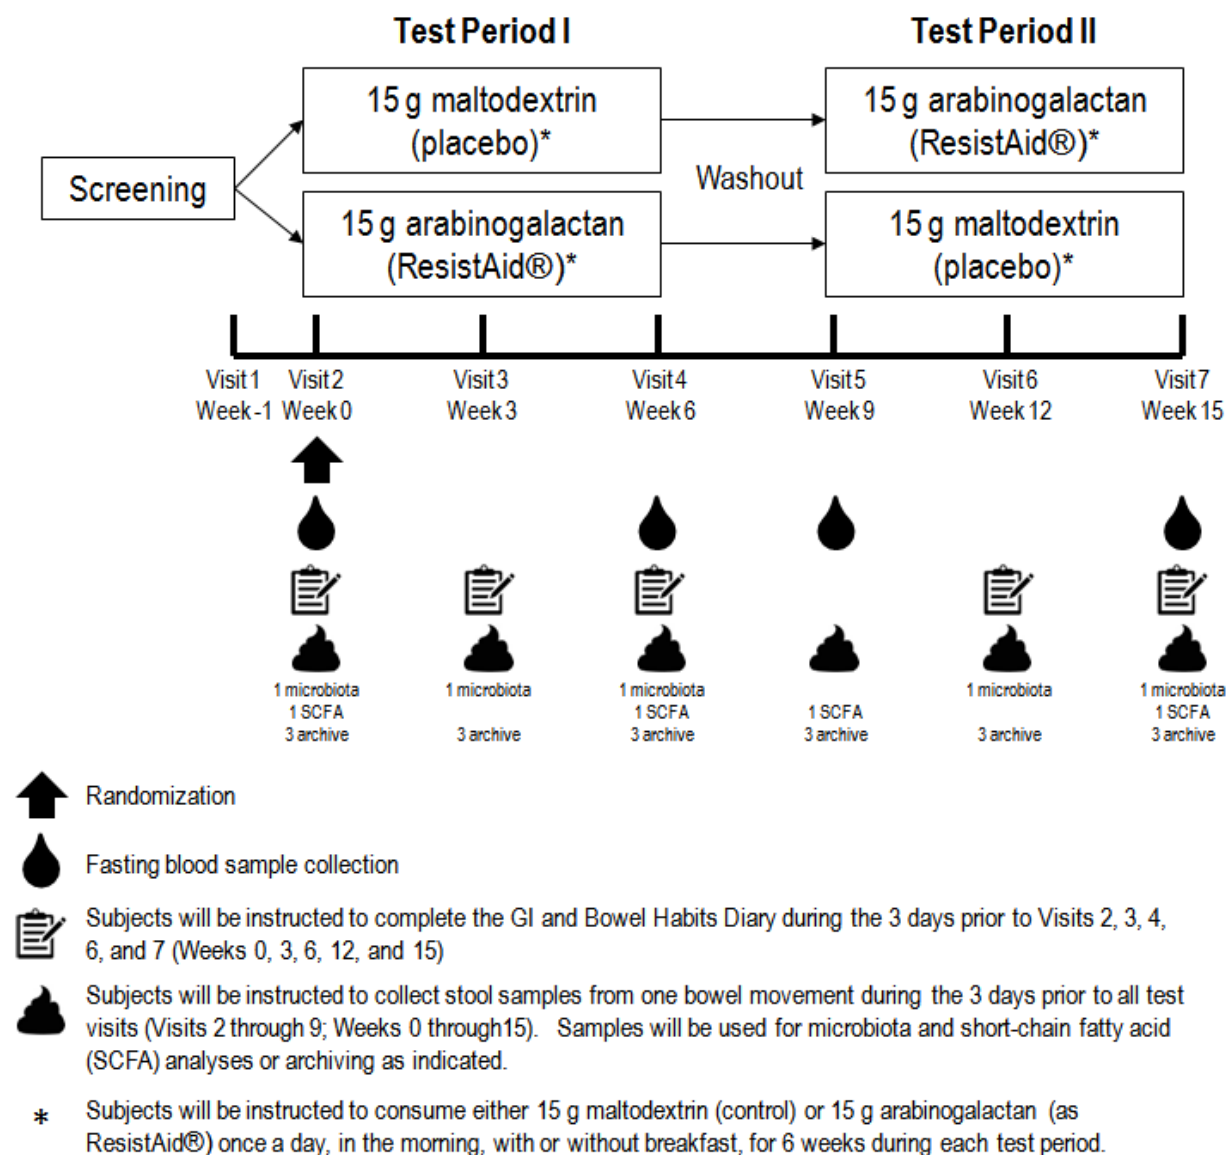 Test Period I
Test Period II
15 g maltodextrin
(placebo)*
15 g arabinogalactan
(ResistAid®)*
Screening
Washout
15 g arabinogalactan
(ResistAid®)*
15 g maltodextrin
(placebo)*
Visit 1 Visit 2 Visit 3 Visit 4 Visit 5 Visit 6 Visit 7
Week -1 Week 0 Week 3 Week 6 Week 9 Week 12 Week 15
1 microbiota 1 microbiota 1 microbiota 1 microbiota 1 microbiota
1 SCFA 1 SCFA 1 SCFA 1 SCFA
3 archive 3 archive 3 archive 3 archive 3 archive 3 archive
Randomization
Fasting blood sample collection
Subjects will be instructed to complete the GI and Bowel Habits Diary during the 3 days prior to Visits 2, 3, 4,
6, and 7 (Weeks 0, 3, 6, 12, and 15)
Subjects will be instructed to collect stool samples from one bowel movement during the 3 days prior to all test
visits (Visits 2 through 9; Weeks 0 through15). Samples will be used for microbiota and short-chain fatty acid
(SCFA) analyses or archiving as indicated.
* Subjects will be instructed to consume either 15 g maltodextrin (control) or 15 g arabinogalactan (as
ResistAid®) once a day, in the morning, with or without breakfast, for 6 weeks during each test period.